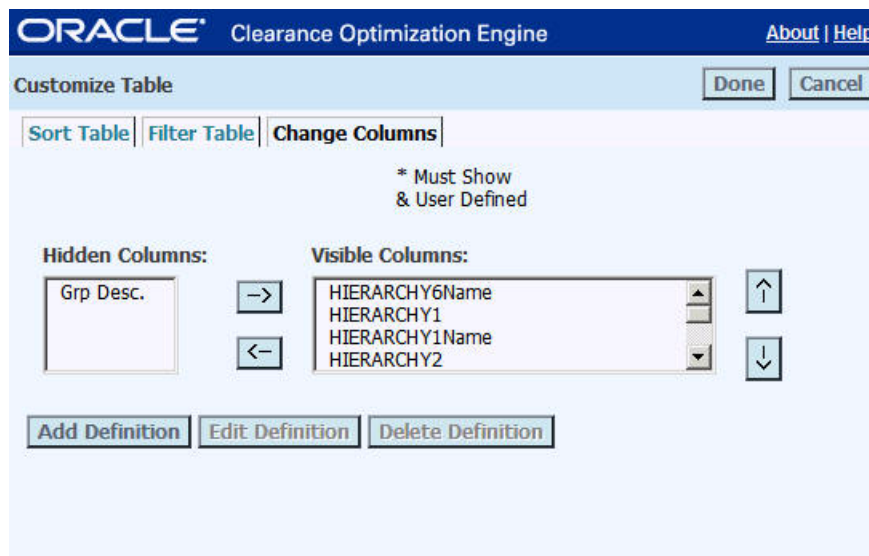 ORACLE® Clearance Optimization Engine About | Help
Customize Table Done Cancel
Sort Table Filter Table Change Columns
* Must Show
& User Defined
Hidden Columns: Visible Columns:
Grp Desc. --> HIERARCHY6Name
HIERARCHY1
HIERARCHY1Name
<-- HIERARCHY2
Add Definition Edit Definition Delete Definition